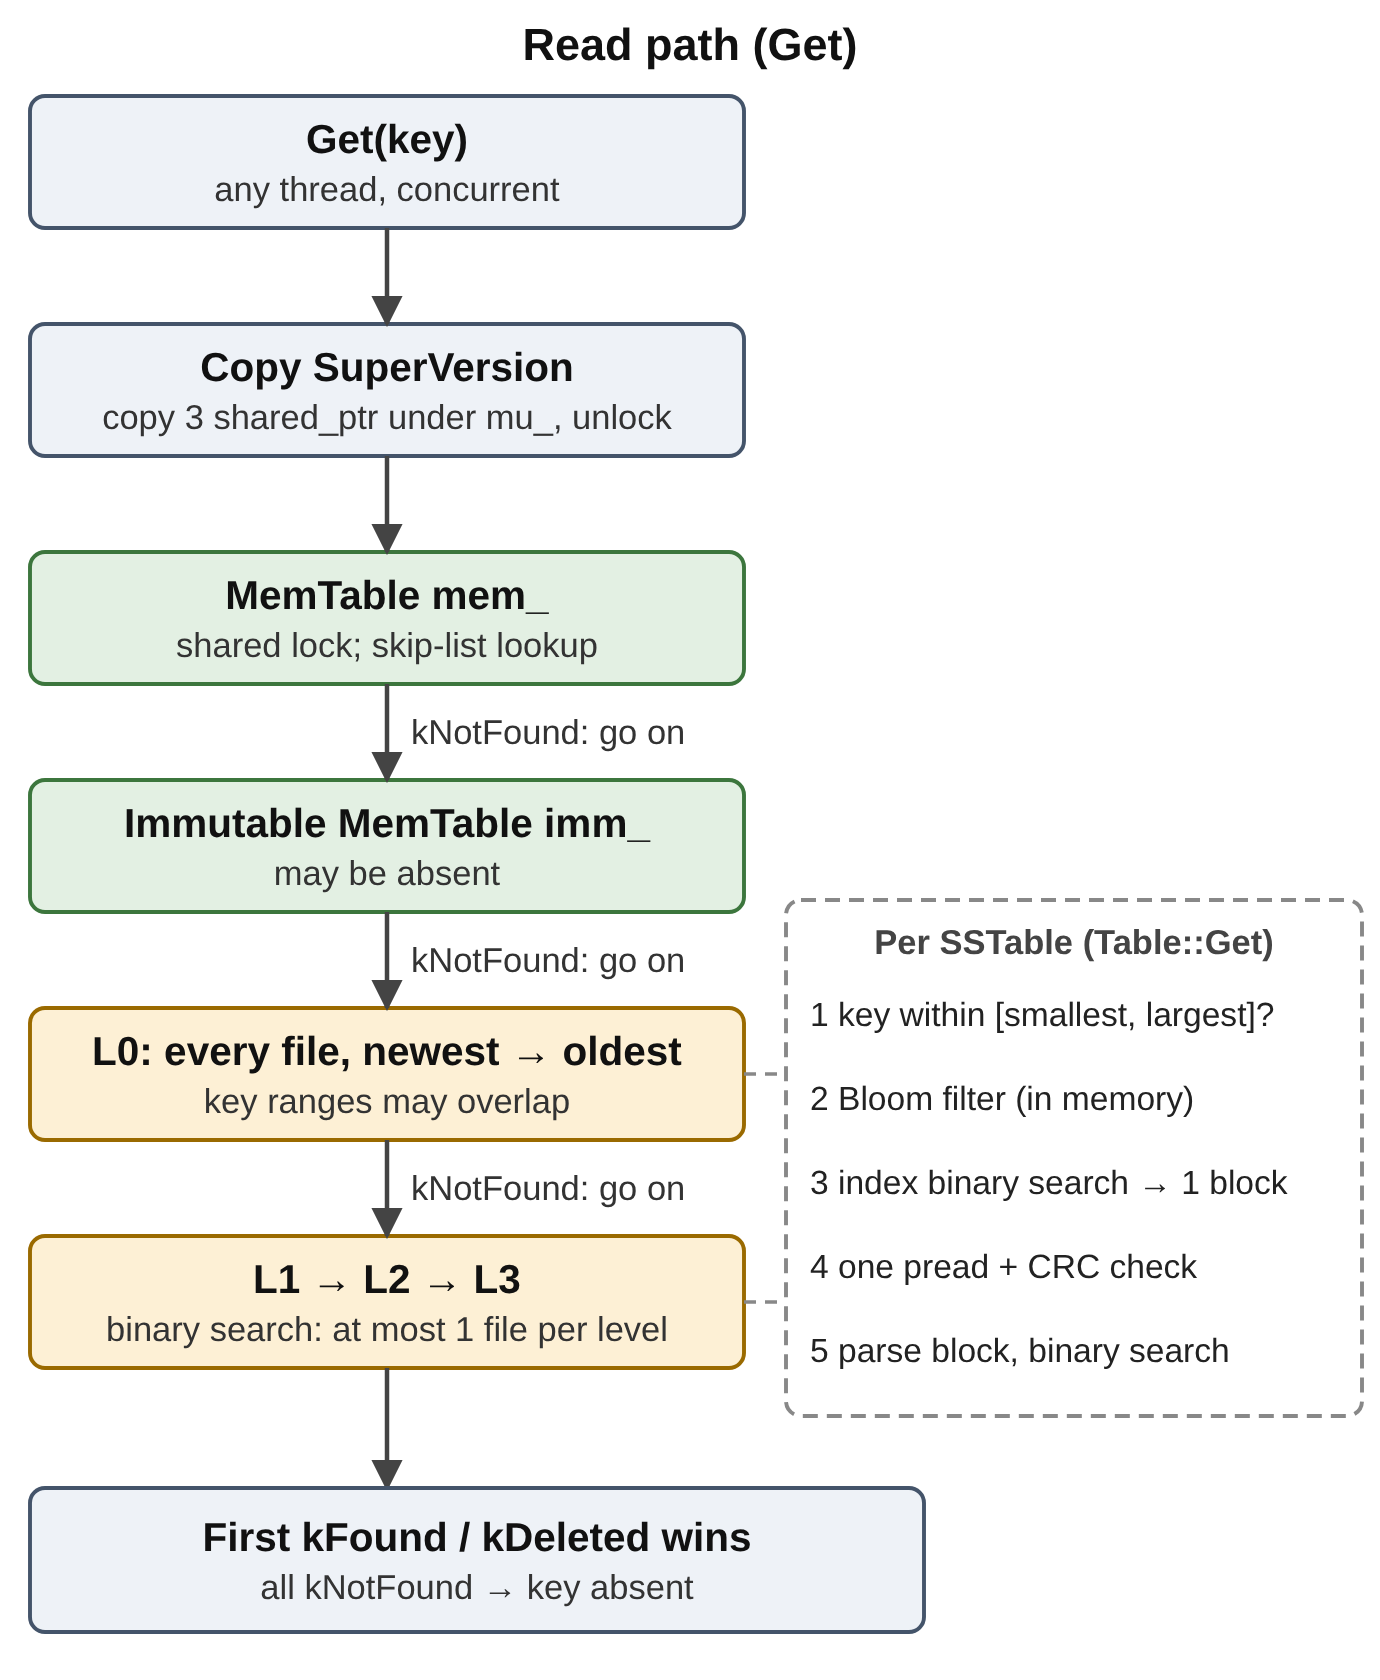 Read path (Get)
Get(key)
any thread, concurrent
Copy SuperVersion
copy 3 shared_ptr under mu_, unlock
MemTable mem_
shared lock; skip-list lookup
kNotFound: go on
Immutable MemTable imm_
may be absent
kNotFound: go on
L0: every file, newest → oldest
key ranges may overlap
kNotFound: go on
L1 → L2 → L3
binary search: at most 1 file per level
Per SSTable (Table::Get)
1 key within [smallest, largest]?
2 Bloom filter (in memory)
3 index binary search → 1 block
4 one pread + CRC check
5 parse block, binary search
First kFound / kDeleted wins
all kNotFound → key absent